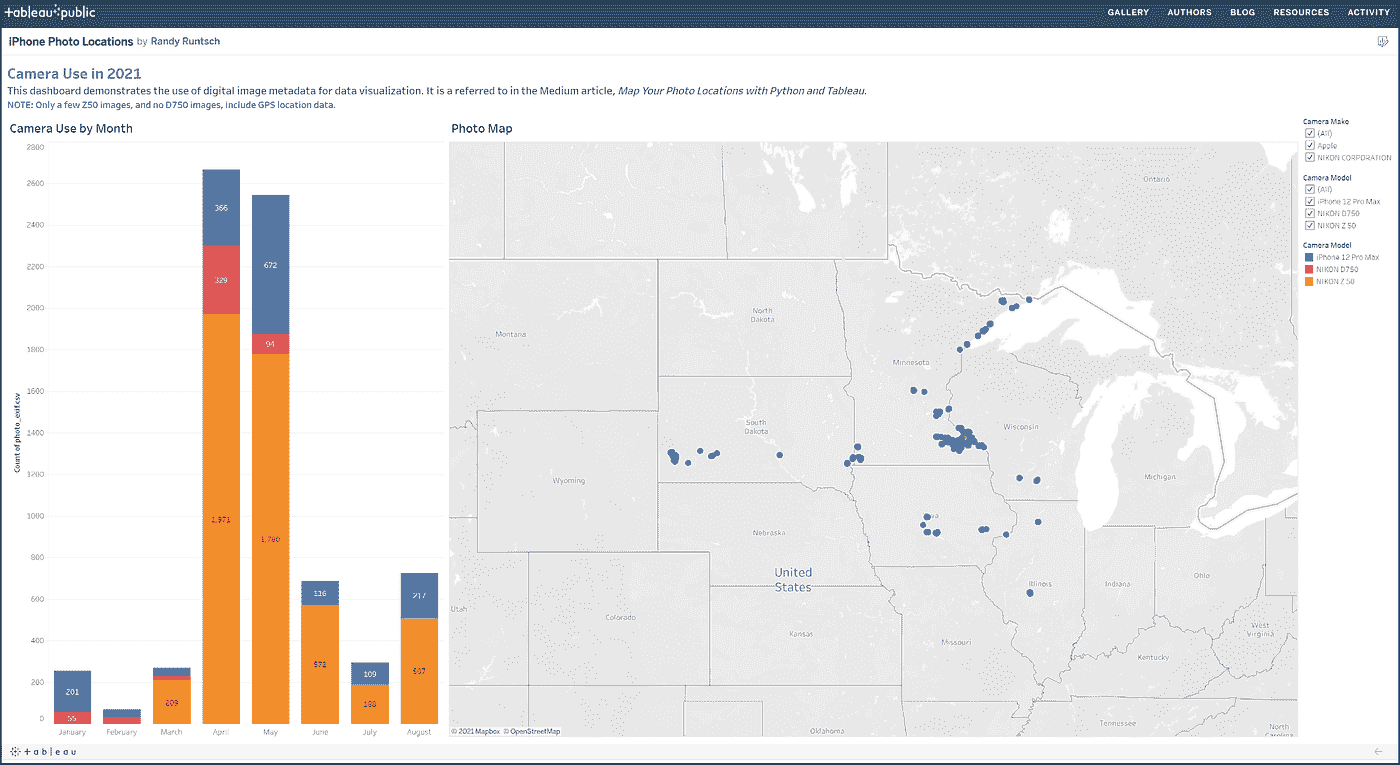 +ableau:public
GALLERY AUTHORS BLOG RESOURCES ACTIVITY
iPhone Photo Locations by Randy Runtsch
Camera Use in 2021
This dashboard demonstrates the use of digital image metadata for data visualization. It is a referred to in the Medium article, Map Your Photo Locations with Python and Tableau.
NOTE: Only a few Z50 images, and no D750 images, include GPS location data.
Camera Use by Month
Count of photo_exif.csv
2800
2600
2400
2200
2000
1800
1600
1400
1200
1000
800
600
400
200
0
366
329
1,971
672
94
1,780
201
55
209
116
572
109
188
217
507
January February March April May June July August
Photo Map
Ontario
Montana
North
Dakota
Minnesota
South
Dakota
Wisconsin
Wyoming
Michigan
Nebraska
United
States
Illinois
Indiana
Ohio
Utah
Colorado
Kansas
Missouri
West
Virginia
Kentucky
Tennessee
Oklahoma
North
Carolina
© 2021 Mapbox © OpenStreetMap
Camera Make
(All)
Apple
NIKON CORPORATION
Camera Model
(All)
iPhone 12 Pro Max
NIKON D750
NIKON Z 50
Camera Model
iPhone 12 Pro Max
NIKON D750
NIKON Z 50
+ a b | e a u